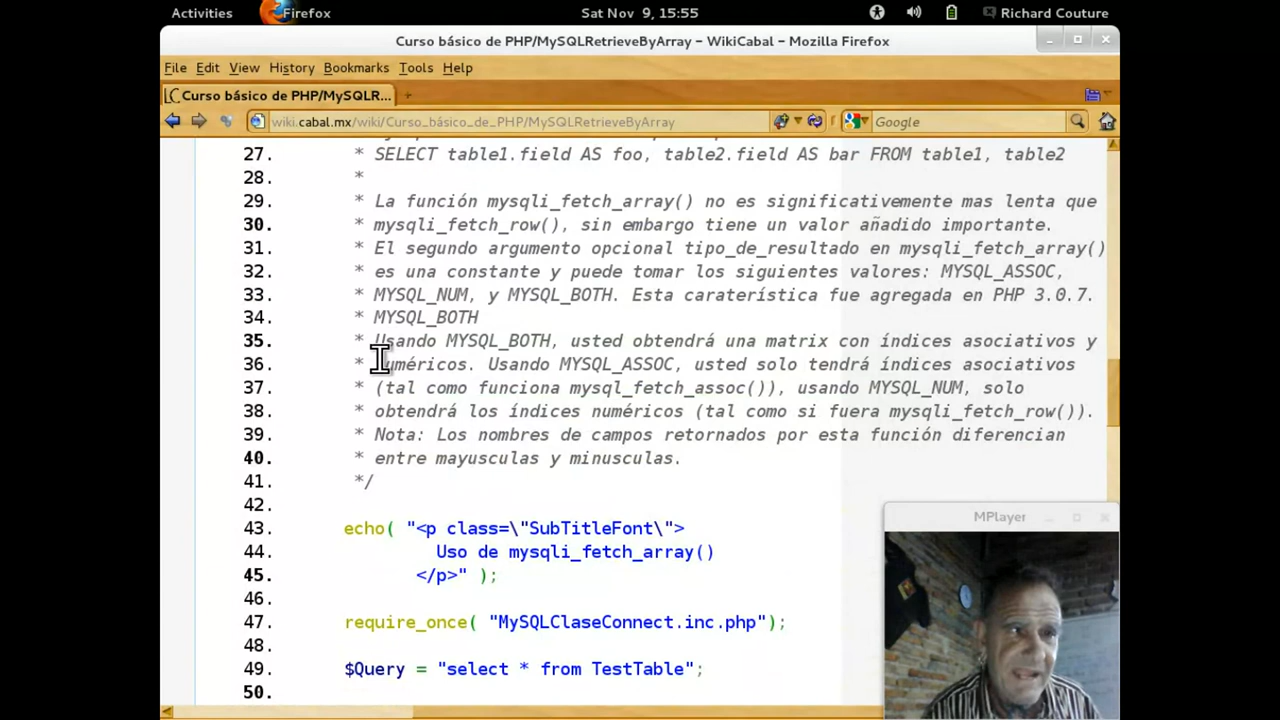 Activities Firefox Sat Nov 9, 15:55 Richard Couture
Curso básico de PHP/MySQLRetrieveByArray – WikiCabal – Mozilla Firefox
File Edit View History Bookmarks Tools Help
Curso básico de PHP/MySQLR...
wiki.cabal.mx/wiki/Curso_básico_de_PHP/MySQLRetrieveByArray Google
27. * SELECT table1.field AS foo, table2.field AS bar FROM table1, table2
28. *
29. * La función mysqli_fetch_array() no es significativemente mas lenta que
30. * mysqli_fetch_row(), sin embargo tiene un valor añadido importante.
31. * El segundo argumento opcional tipo_de_resultado en mysqli_fetch_array()
32. * es una constante y puede tomar los siguientes valores: MYSQL_ASSOC,
33. * MYSQL_NUM, y MYSQL_BOTH. Esta caraterística fue agregada en PHP 3.0.7.
34. * MYSQL_BOTH
35. * Usando MYSQL_BOTH, usted obtendrá una matrix con índices asociativos y
36. * numéricos. Usando MYSQL_ASSOC, usted solo tendrá índices asociativos
37. * (tal como funciona mysql_fetch_assoc()), usando MYSQL_NUM, solo
38. * obtendrá los índices numéricos (tal como si fuera mysqli_fetch_row()).
39. * Nota: Los nombres de campos retornados por esta función diferencian
40. * entre mayusculas y minusculas.
41. */
42.
43. echo( "<p class=\"SubTitleFont\">
44. Uso de mysqli_fetch_array()
45. </p>" );
46.
47. require_once( "MySQLClaseConnect.inc.php");
48.
49. $Query = "select * from TestTable";
50.
MPlayer